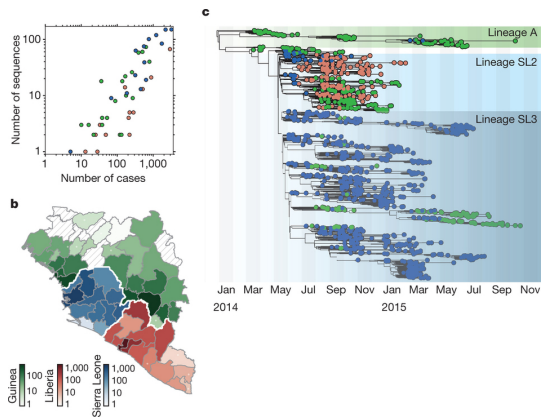 Number of sequences
100
10
1
1
10
100
1,000
Number of cases
b
Guinea
100
10
1
Liberia
1,000
100
10
1
Sierra Leone
1,000
100
10
1
c
Lineage A
Lineage SL2
Lineage SL3
Jan Mar May Jul Sep Nov Jan Mar May Jul Sep Nov
2014 2015